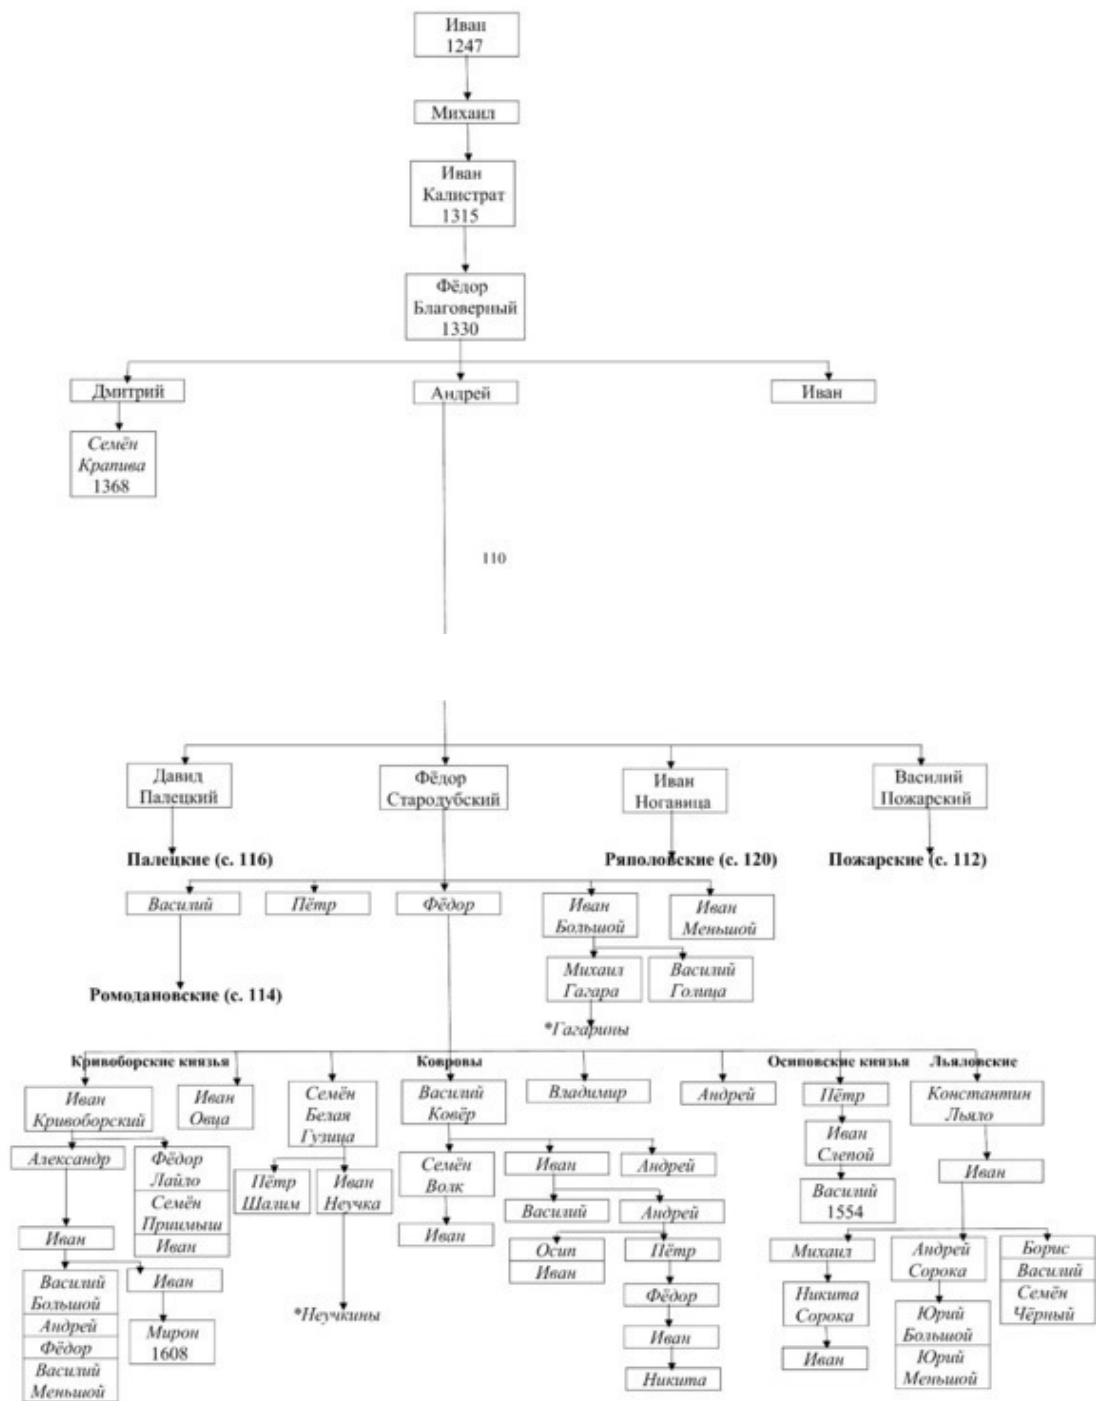 Иван
1247
Михаил
Иван
Калистрат
1315
Фёдор
Благоверный
1330
Дмитрий
Андрей
Иван
Семён
Крапива
1368
110
Давид
Палецкий
Фёдор
Стародубский
Иван
Ногавица
Василий
Пожарский
Палецкие (с. 116)
Ряполовские (с. 120)
Пожарские (с. 112)
Василий
Пётр
Фёдор
Иван
Большой
Иван
Меньшой
Михаил
Гагара
Василий
Голица
Ромодановские (с. 114)
*Гагарины
Кривоборские князья
Ковровы
Осиповские князья
Льяловские
Иван
Кривоборский
Иван
Овца
Семён
Белая
Гузица
Василий
Ковёр
Владимир
Андрей
Пётр
Константин
Льяло
Александр
Фёдор
Лайло
Семён
Приимыш
Иван
Пётр
Шалим
Иван
Неучка
Семён
Волк
Иван
Андрей
Иван
Слепой
Иван
Иван
Иван
Василий
Андрей
Василий
1554
Василий
Большой
Андрей
Фёдор
Василий
Меньшой
Иван
Мирон
1608
*Неучкины
Осип
Иван
Пётр
Фёдор
Иван
Никита
Михаил
Никита
Сорока
Иван
Андрей
Сорока
Юрий
Большой
Юрий
Меньшой
Борис
Василий
Семён
Чёрный